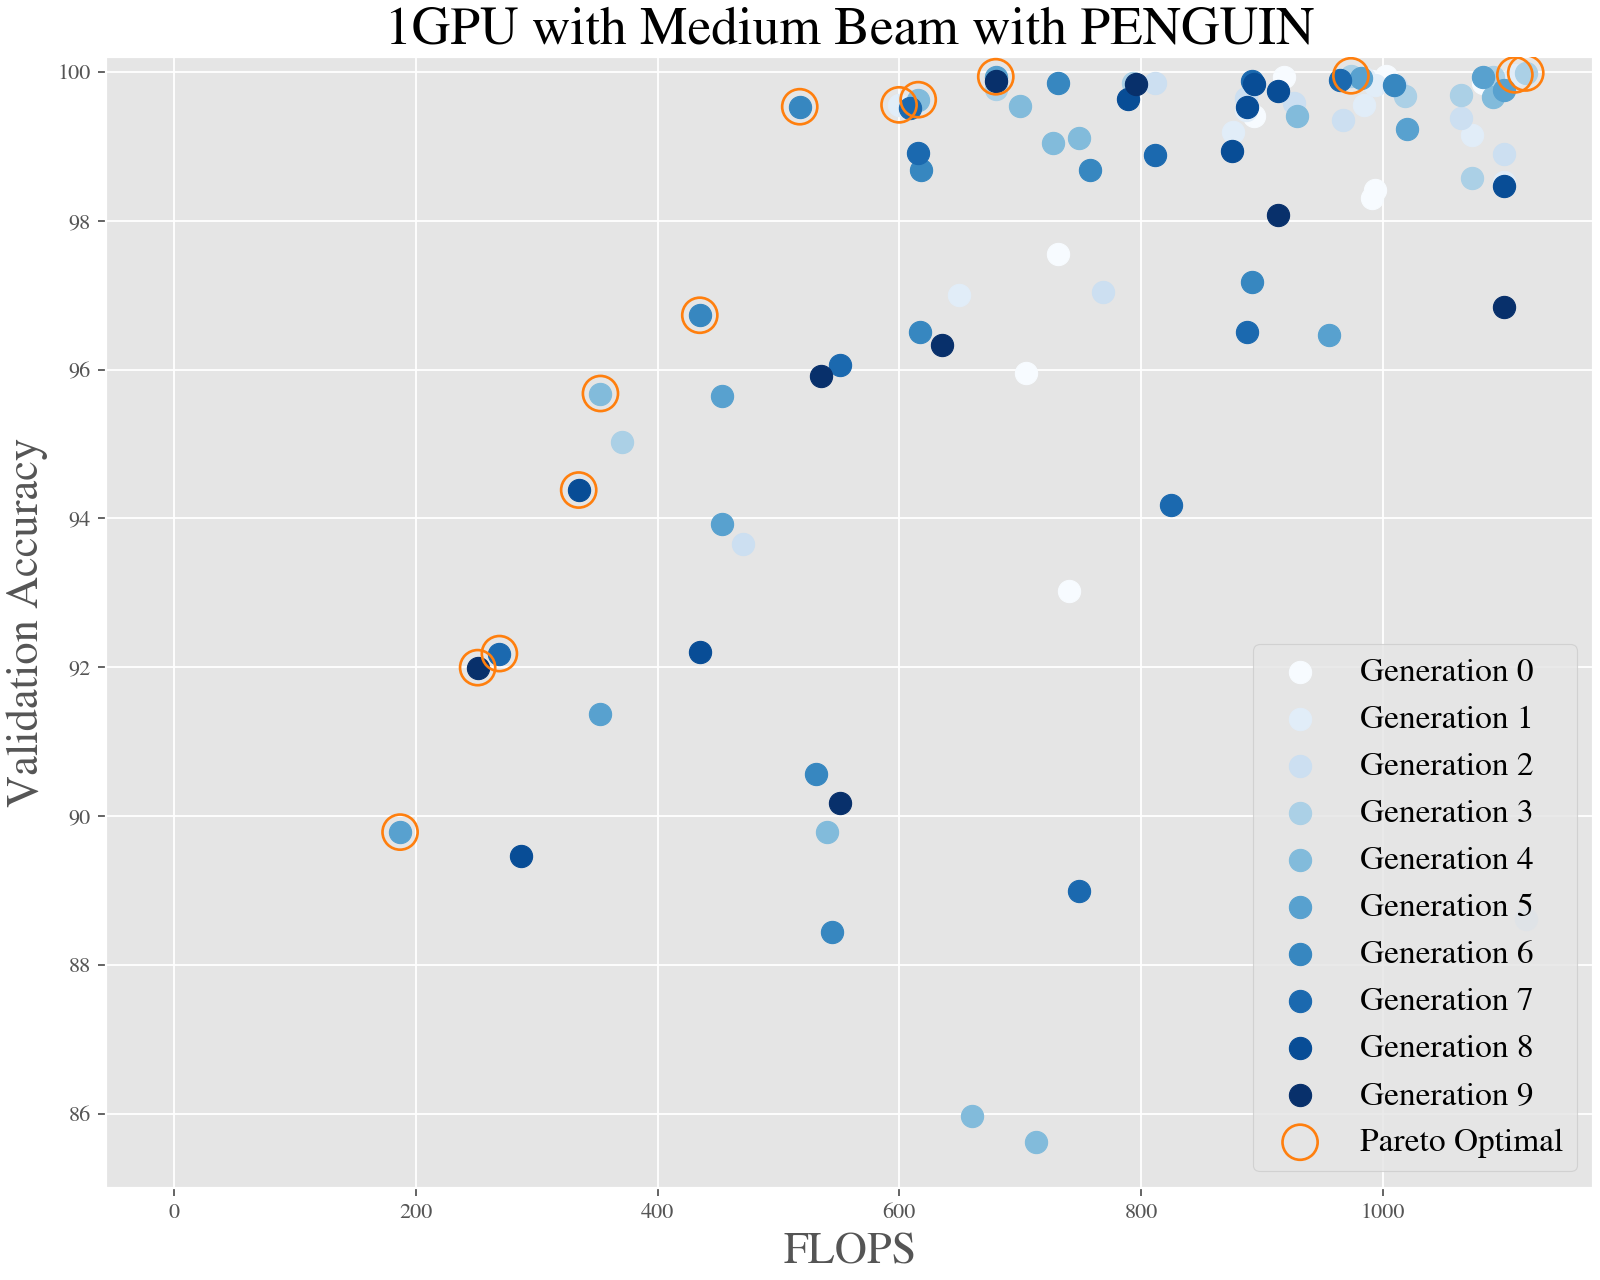 1GPU with Medium Beam with PENGUIN
Validation Accuracy
100
98
96
94
92
90
88
86
0
200
400
600
800
1000
FLOPS
Generation 0
Generation 1
Generation 2
Generation 3
Generation 4
Generation 5
Generation 6
Generation 7
Generation 8
Generation 9
Pareto Optimal